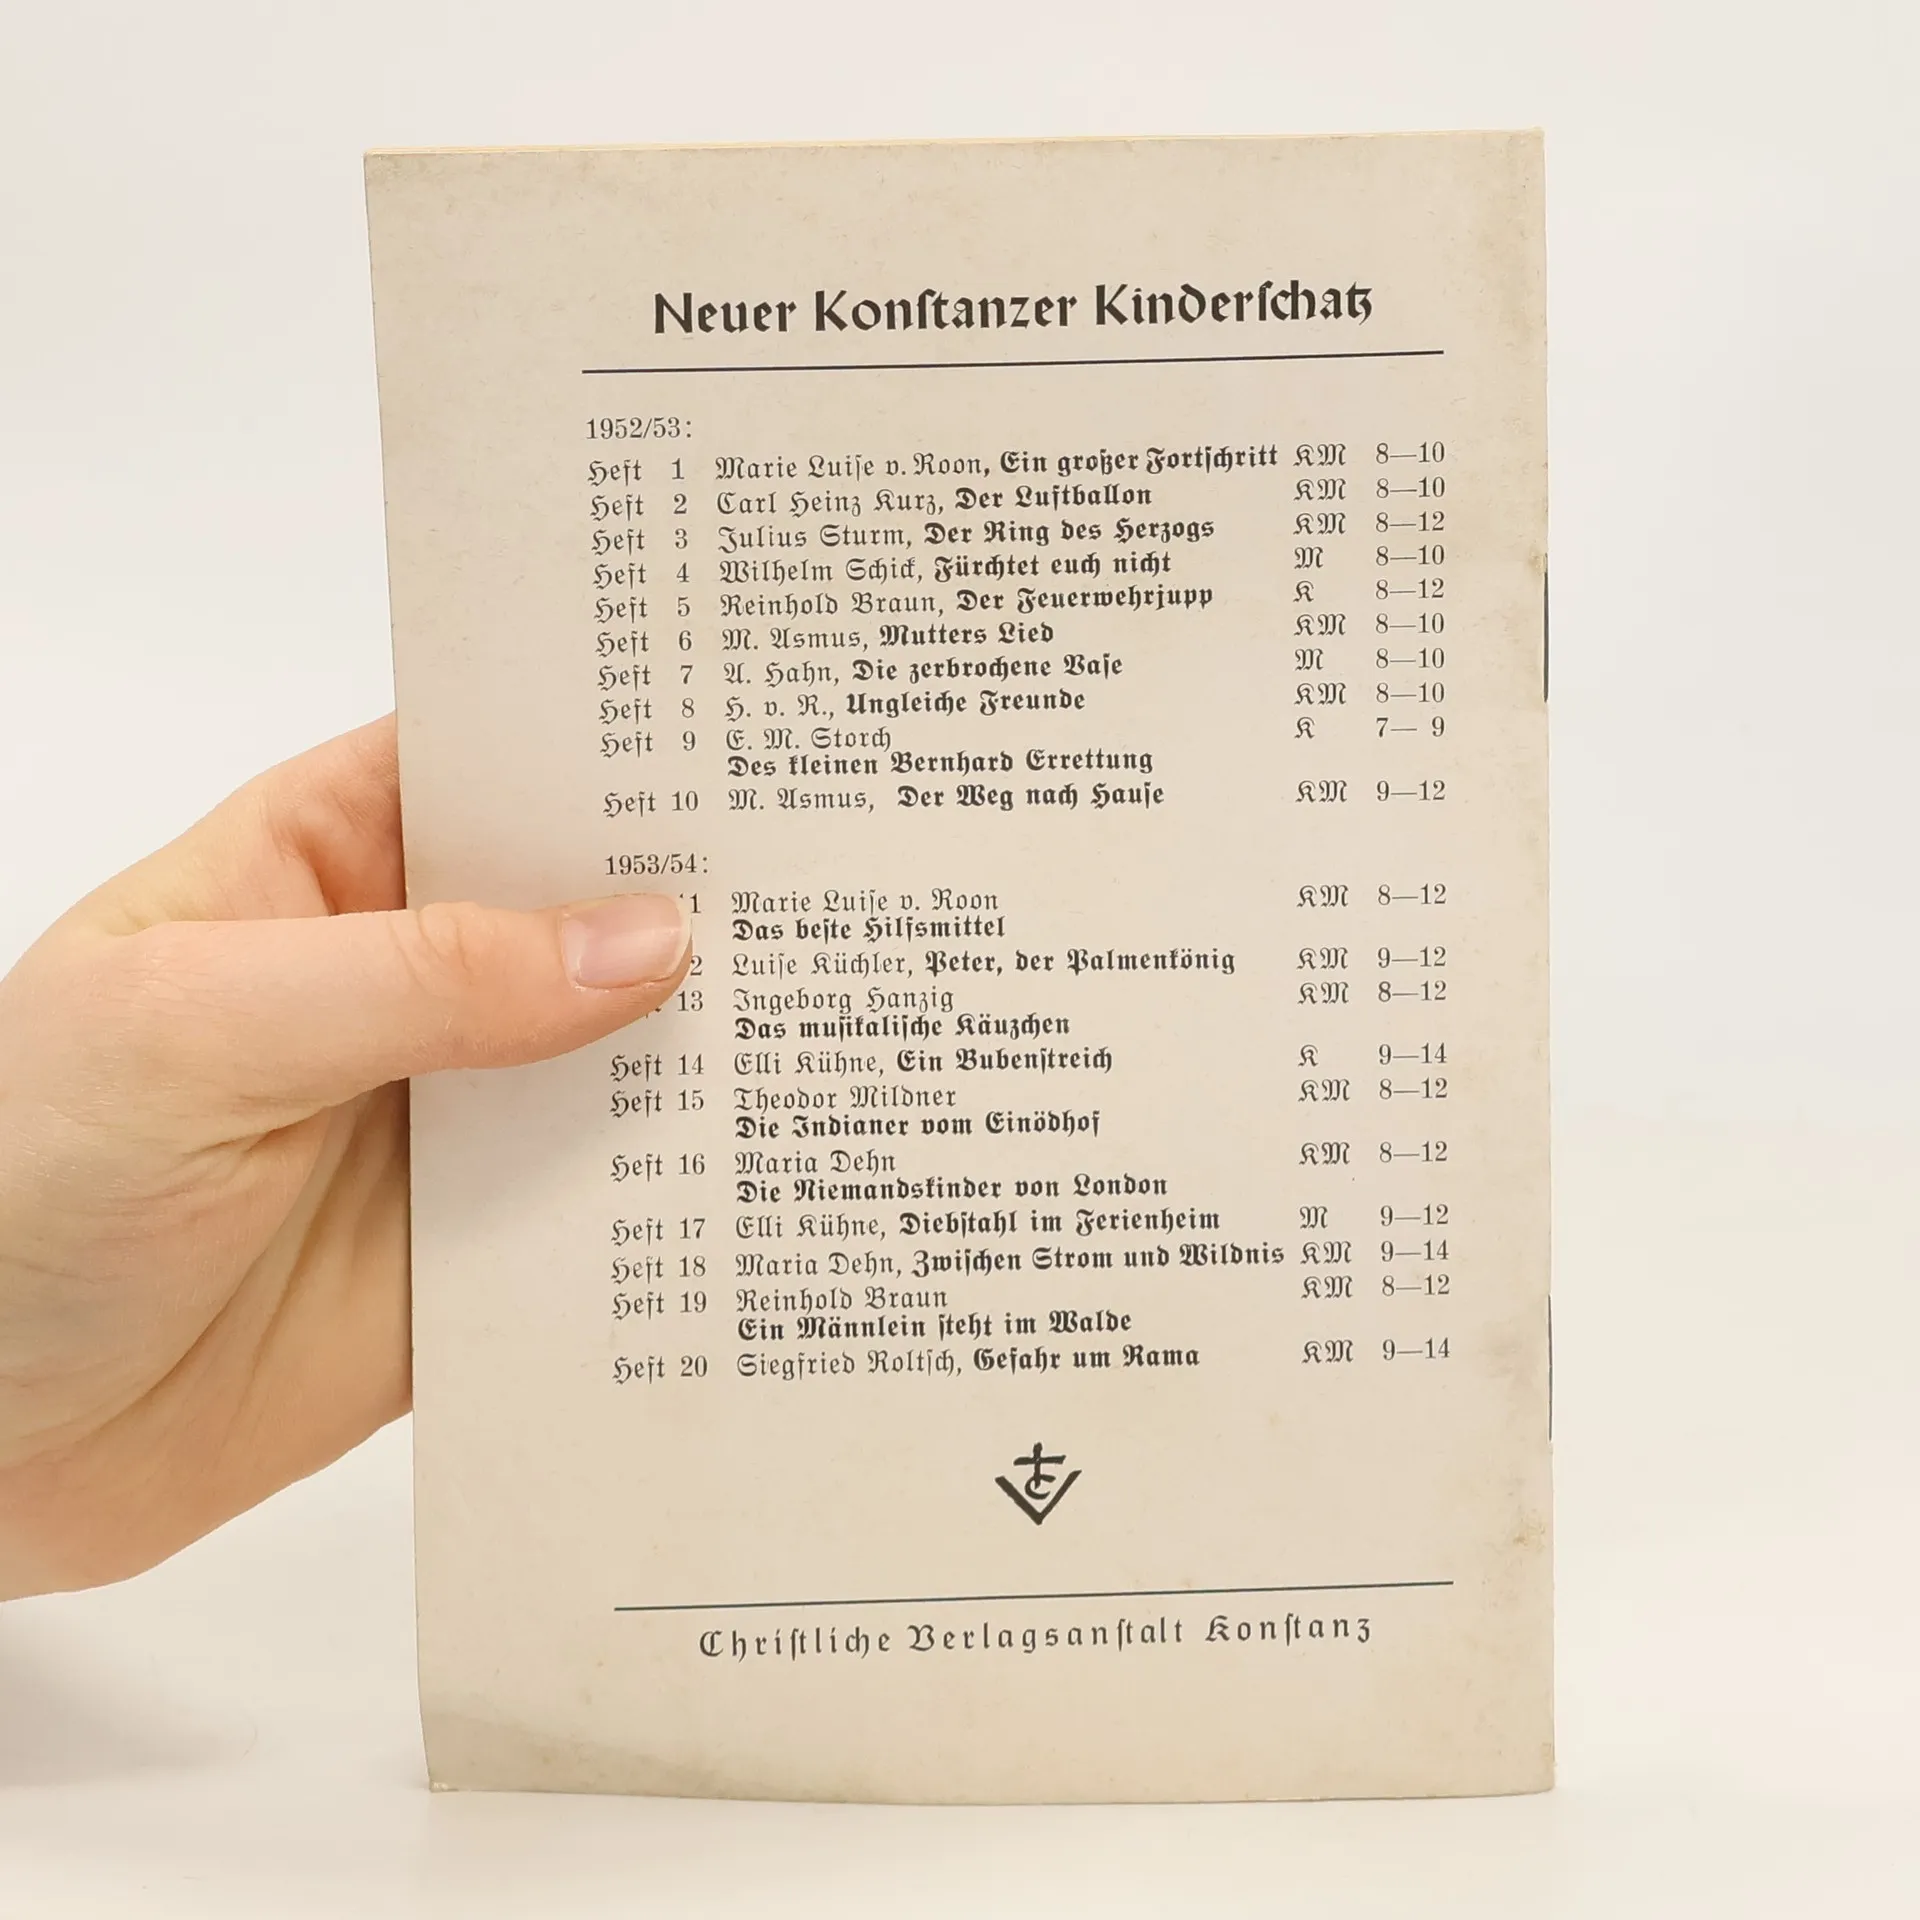 Neuer Konſtanzer Kinderſchatz
1952/53:
Heft 1 Marie Luiſe v. Roon, Ein großer Fortſchritt KM 8—10
Heft 2 Carl Heinz Kurz, Der Luftballon KM 8—10
Heft 3 Julius Sturm, Der Ring des Herzogs KM 8—12
Heft 4 Wilhelm Schick, Fürchtet euch nicht M 8—10
Heft 5 Reinhold Braun, Der Feuerwehrjupp K 8—12
Heft 6 M. Asmus, Mutters Lied KM 8—10
Heft 7 A. Hahn, Die zerbrochene Vaſe M 8—10
Heft 8 H. v. R., Ungleiche Freunde KM 8—10
Heft 9 E. M. Storch K 7— 9
Des kleinen Bernhard Errettung
Heft 10 M. Asmus, Der Weg nach Hauſe KM 9—12
1953/54:
Marie Luiſe v. Roon KM 8—12
Das beſte Hilfsmittel
Luiſe Küchler, Peter, der Palmenkönig KM 9—12
13 Ingeborg Hanzig KM 8—12
Das muſikaliſche Käuzchen
Heft 14 Elli Kühne, Ein Bubenſtreich K 9—14
Heft 15 Theodor Mildner KM 8—12
Die Indianer vom Einödhof
Heft 16 Maria Dehn KM 8—12
Die Niemandskinder von London
Heft 17 Elli Kühne, Diebſtahl im Ferienheim M 9—12
Heft 18 Maria Dehn, Zwiſchen Strom und Wildnis KM 9—14
Heft 19 Reinhold Braun KM 8—12
Ein Männlein ſteht im Walde
Heft 20 Siegfried Roltſch, Gefahr um Rama KM 9—14
Chriſtliche Verlagsanſtalt Konſtanz